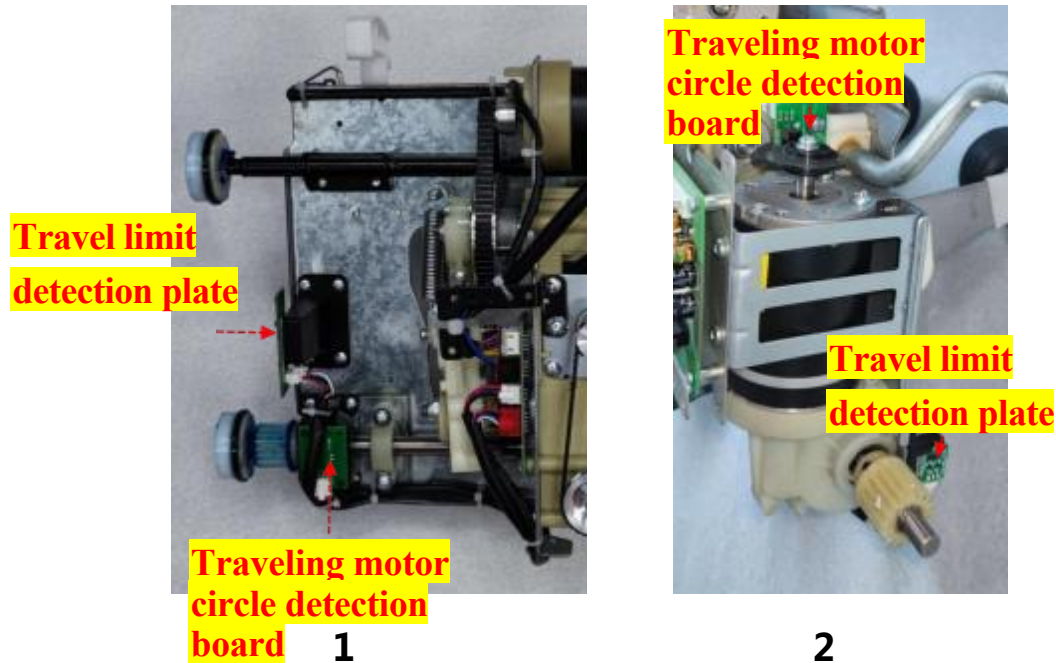 Travel limit
detection plate
Traveling motor
circle detection
board
1
Traveling motor
circle detection
board
Travel limit
detection plate
2